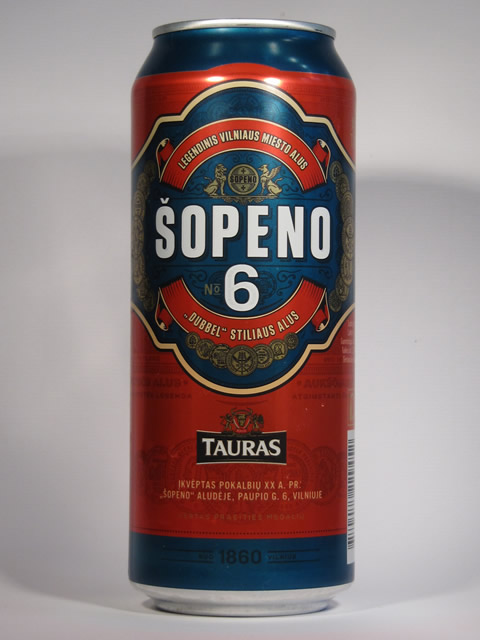 LEGENDINIS VILNIAUS MIESTO ALUS
ŠOPENO
ŠOPENO
№ 6
„DUBBEL“ STILIAUS ALUS
TAURAS
ĮKVĖPTAS POKALBIŲ XX A. PR.
„ŠOPENO“ ALUDĖJE, PAUPIO G. 6, VILNIUJE
1860